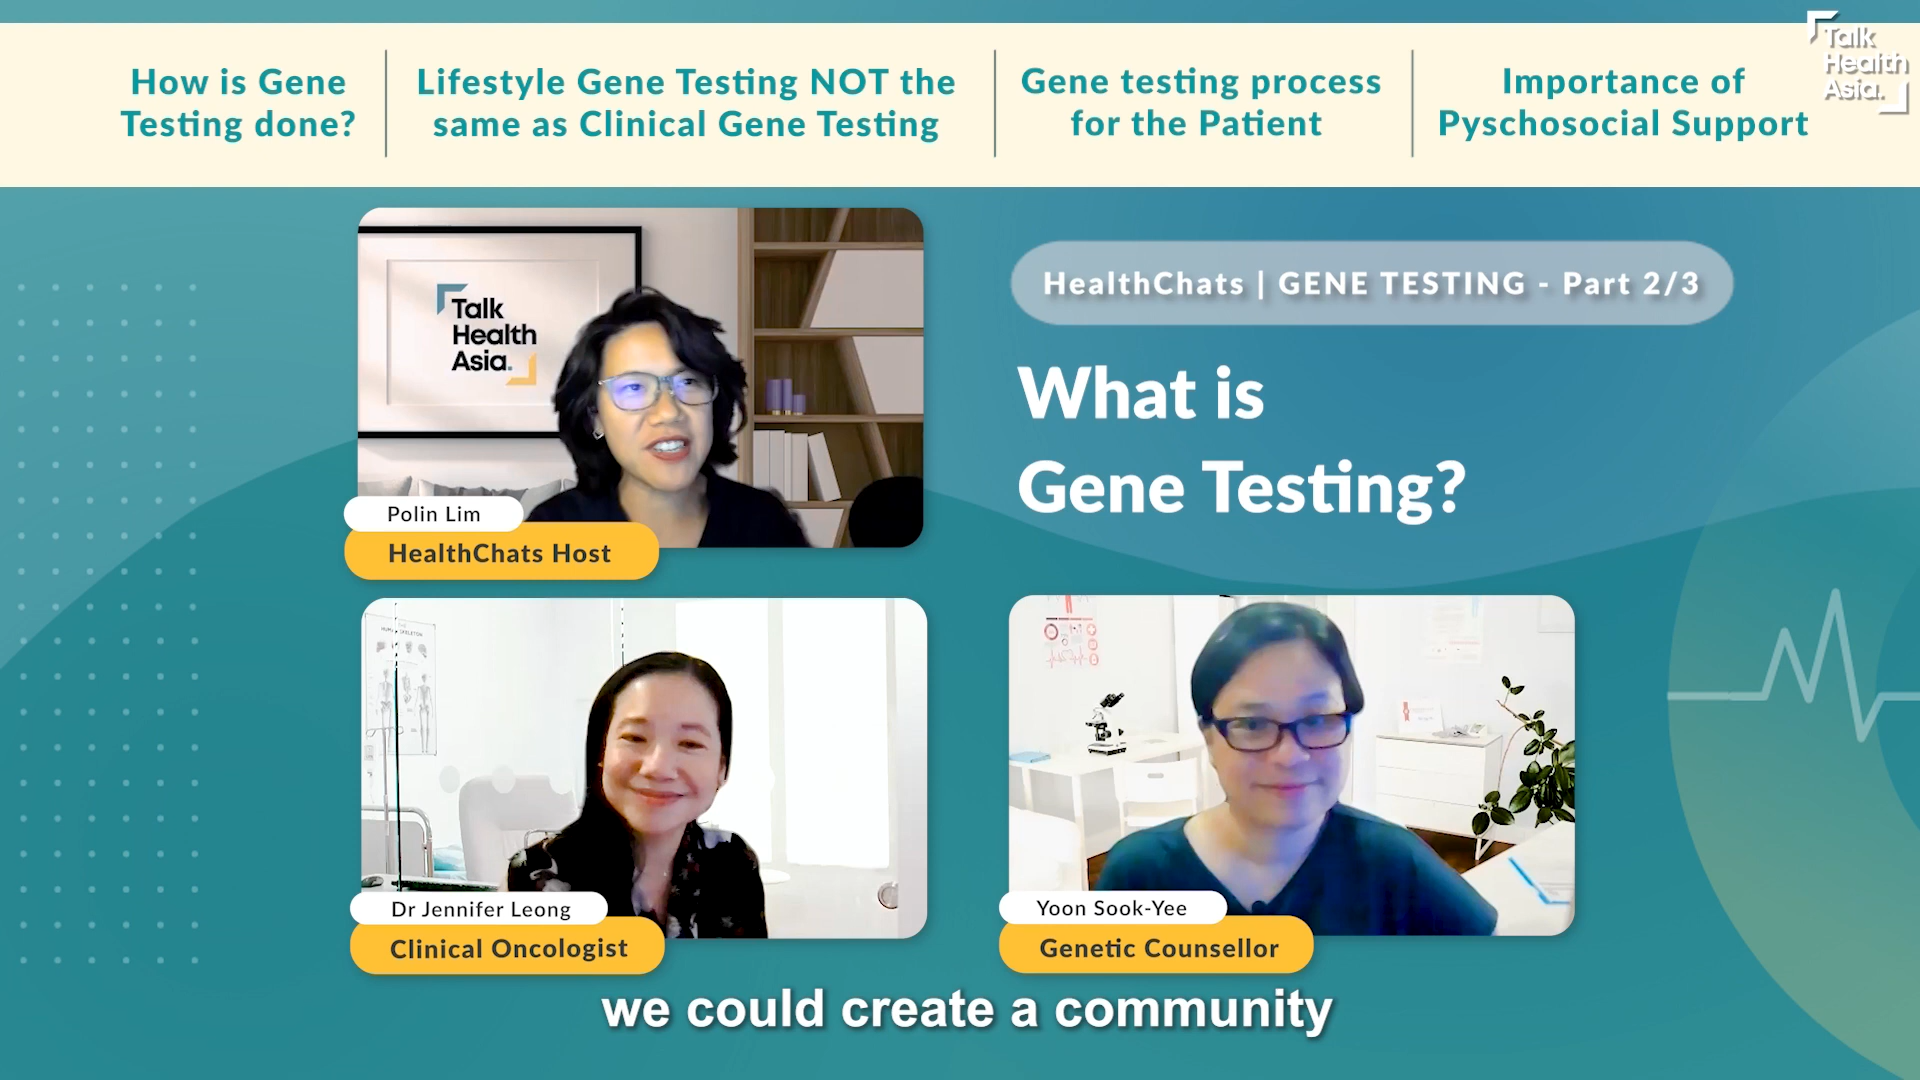 How is Gene
Testing done?
Lifestyle Gene Testing NOT the
same as Clinical Gene Testing
Gene testing process
for the Patient
Importance of
Pyschosocial Support
Talk
Health
Asia.
Talk
Health
Asia.
HealthChats | GENE TESTING - Part 2/3
What is
Gene Testing?
Polin Lim
HealthChats Host
Dr Jennifer Leong
Clinical Oncologist
Yoon Sook-Yee
Genetic Counsellor
we could create a community